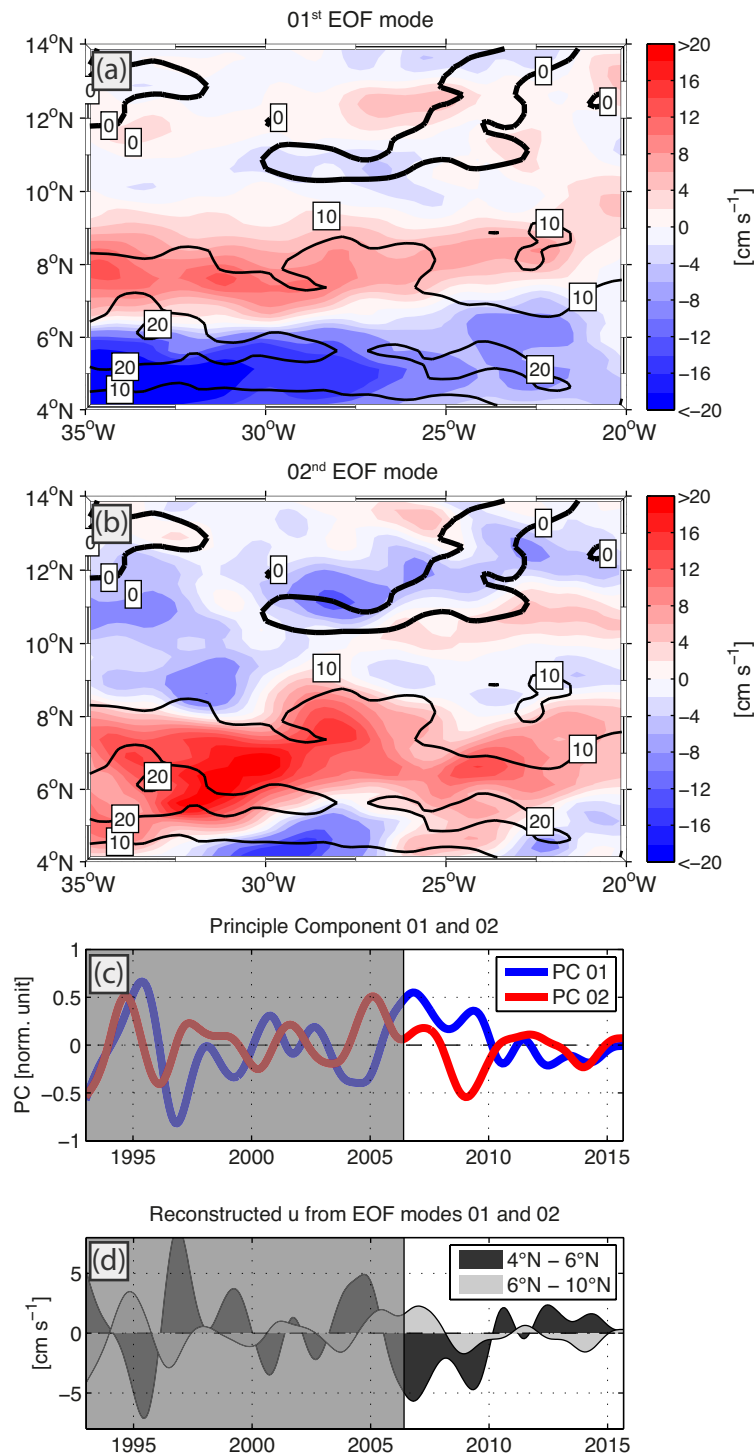 01st EOF mode
(a)
14°N
12°N
10°N
8°N
6°N
4°N
35°W
30°W
25°W
20°W
0
0
0
0
0
0
0
10
10
10
20
20
20
10
>20
16
12
8
4
0
−4
−8
−12
−16
<−20
[cm s⁻¹]
02nd EOF mode
(b)
14°N
12°N
10°N
8°N
6°N
4°N
35°W
30°W
25°W
20°W
0
0
0
0
0
0
0
10
10
10
20
20
20
10
>20
16
12
8
4
0
−4
−8
−12
−16
<−20
[cm s⁻¹]
Principle Component 01 and 02
(c)
PC 01
PC 02
PC [norm. unit]
1
0.5
0
−0.5
−1
1995
2000
2005
2010
2015
Reconstructed u from EOF modes 01 and 02
(d)
4°N − 6°N
6°N − 10°N
[cm s⁻¹]
5
0
−5
1995
2000
2005
2010
2015